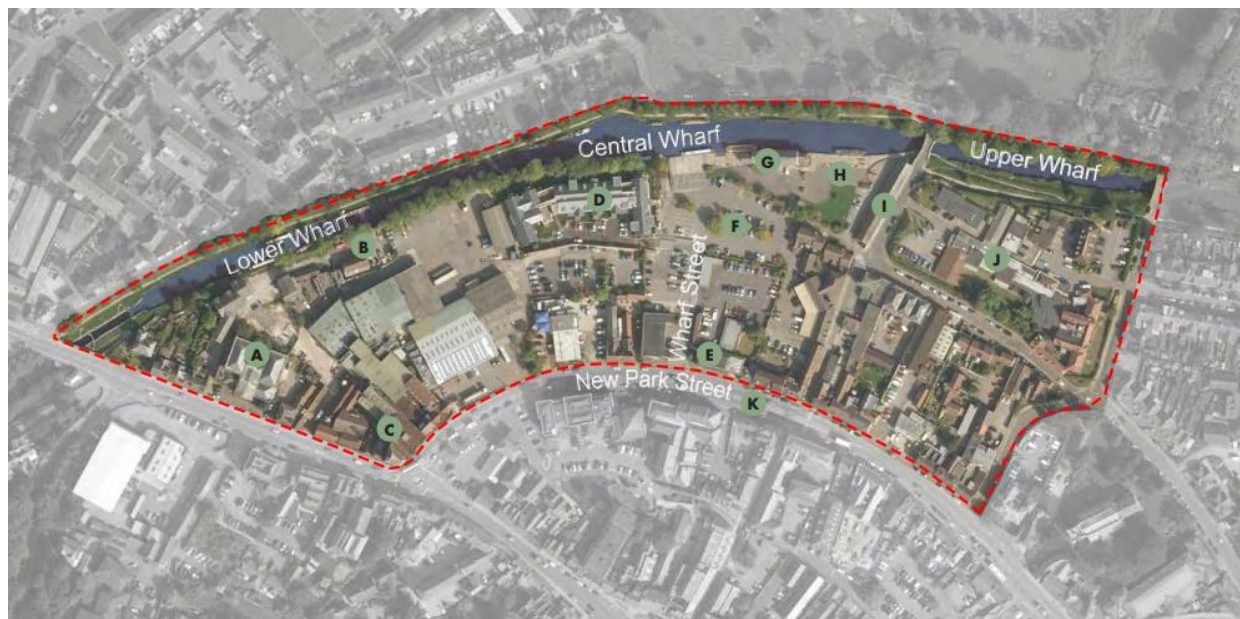 Central Wharf
Upper Wharf
Lower Wharf
Wharf Street
New Park Street
A
B
C
D
E
F
G
H
I
J
K